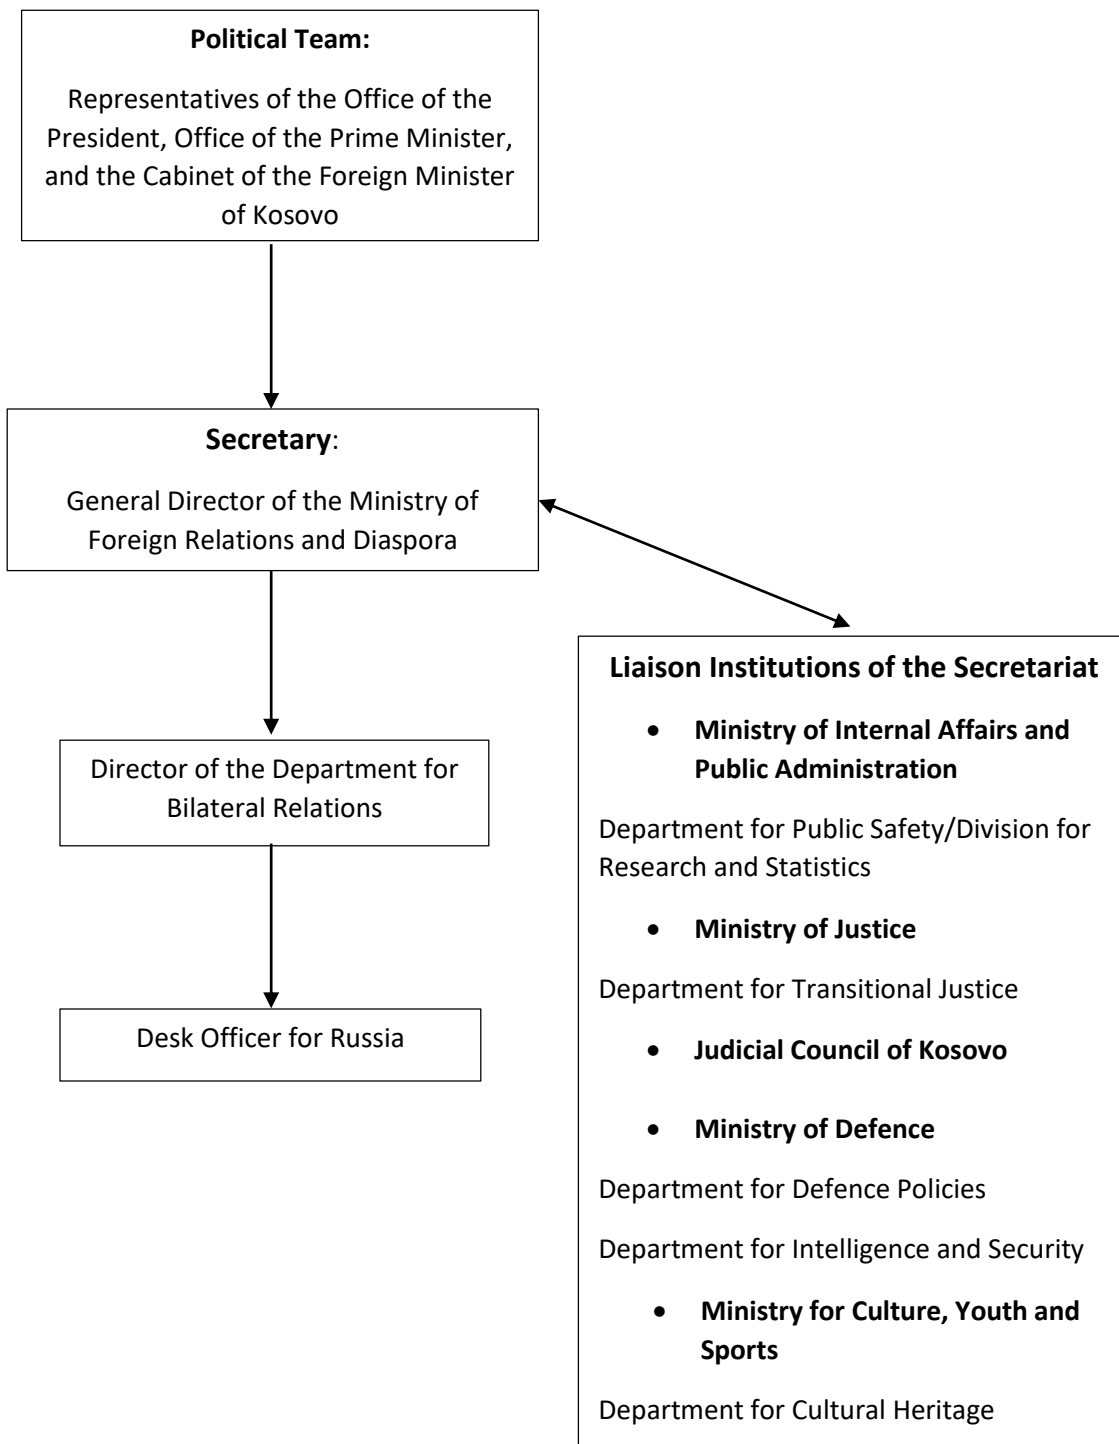 Political Team:
Representatives of the Office of the
President, Office of the Prime Minister,
and the Cabinet of the Foreign Minister
of Kosovo
Secretary:
General Director of the Ministry of
Foreign Relations and Diaspora
Director of the Department for
Bilateral Relations
Desk Officer for Russia
Liaison Institutions of the Secretariat
• Ministry of Internal Affairs and
Public Administration
Department for Public Safety/Division for
Research and Statistics
• Ministry of Justice
Department for Transitional Justice
• Judicial Council of Kosovo
• Ministry of Defence
Department for Defence Policies
Department for Intelligence and Security
• Ministry for Culture, Youth and
Sports
Department for Cultural Heritage